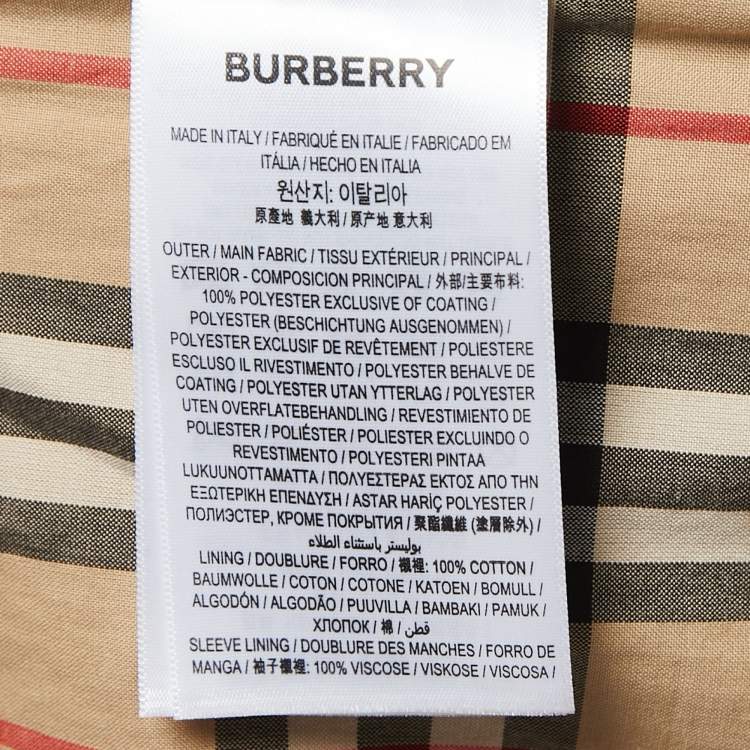 BURBERRY
MADE IN ITALY / FABRIQUÉ EN ITALIE / FABRICADO EM
ITÁLIA / HECHO EN ITALIA
원산지: 이탈리아
原產地 義大利 / 原产地 意大利
OUTER / MAIN FABRIC / TISSU EXTÉRIEUR / PRINCIPAL /
EXTERIOR - COMPOSICION PRINCIPAL / 外部/主要布料:
100% POLYESTER EXCLUSIVE OF COATING /
POLYESTER (BESCHICHTUNG AUSGENOMMEN) /
POLYESTER EXCLUSIF DE REVÊTEMENT / POLIESTERE
ESCLUSO IL RIVESTIMENTO / POLYESTER BEHALVE DE
COATING / POLYESTER UTAN YTTERLAG / POLYESTER
UTEN OVERFLATEBEHANDLING / REVESTIMENTO DE
POLIESTER / POLIÉSTER / POLIESTER EXCLUINDO O
REVESTIMENTO / POLYESTERI PINTAA
LUKUUNOTTAMATTA / ΠΟΛΥΕΣΤΕΡΑΣ ΕΚΤΟΣ ΑΠΟ ΤΗΝ
ΕΞΩΤΕΡΙΚΗ ΕΠΕΝΔΥΣΗ / ASTAR HARİÇ POLYESTER /
ПОЛИЭСТЕР, КРОМЕ ПОКРЫТИЯ / 聚酯纖維 (塗層除外) /
بوليستر باستثناء الطلاء
LINING / DOUBLURE / FORRO / 襯裡: 100% COTTON /
BAUMWOLLE / COTON / COTONE / KATOEN / BOMULL /
ALGODÓN / ALGODÃO / PUUVILLA / BAMBAKI / PAMUK /
ХЛОПОК / 棉 / قطن
SLEEVE LINING / DOUBLURE DES MANCHES / FORRO DE
MANGA / 袖子襯裡: 100% VISCOSE / VISKOSE / VISCOSA /